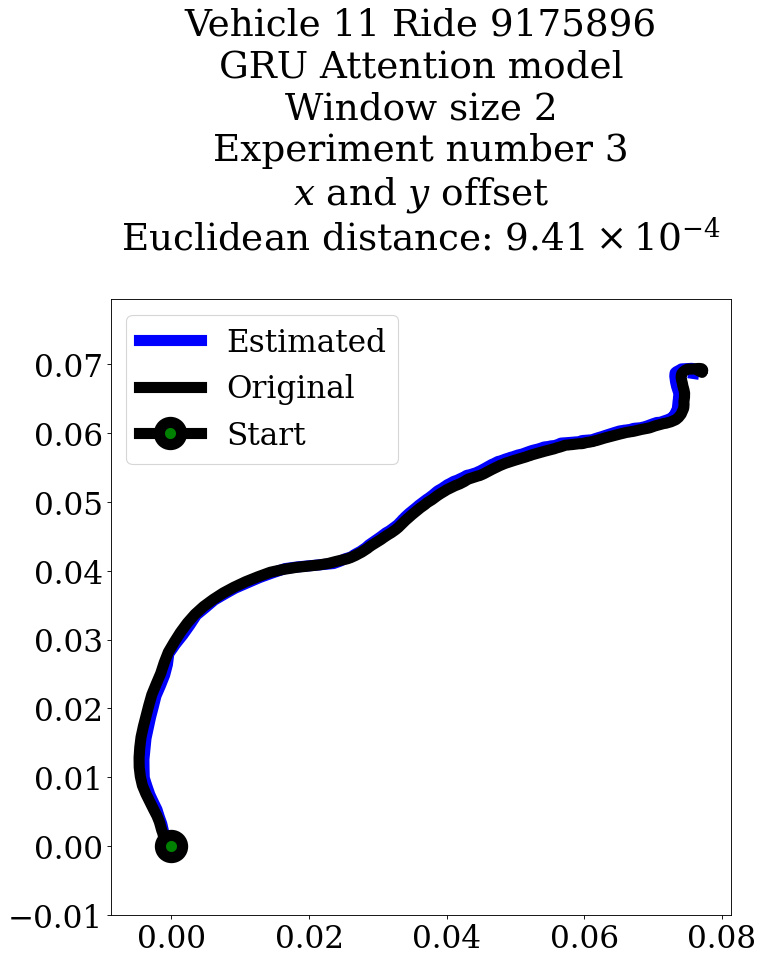 Vehicle 11 Ride 9175896
GRU Attention model
Window size 2
Experiment number 3
x and y offset
Euclidean distance: 9.41 × 10⁻⁴
Estimated
Original
Start
0.07
0.06
0.05
0.04
0.03
0.02
0.01
0.00
−0.01
0.00 0.02 0.04 0.06 0.08